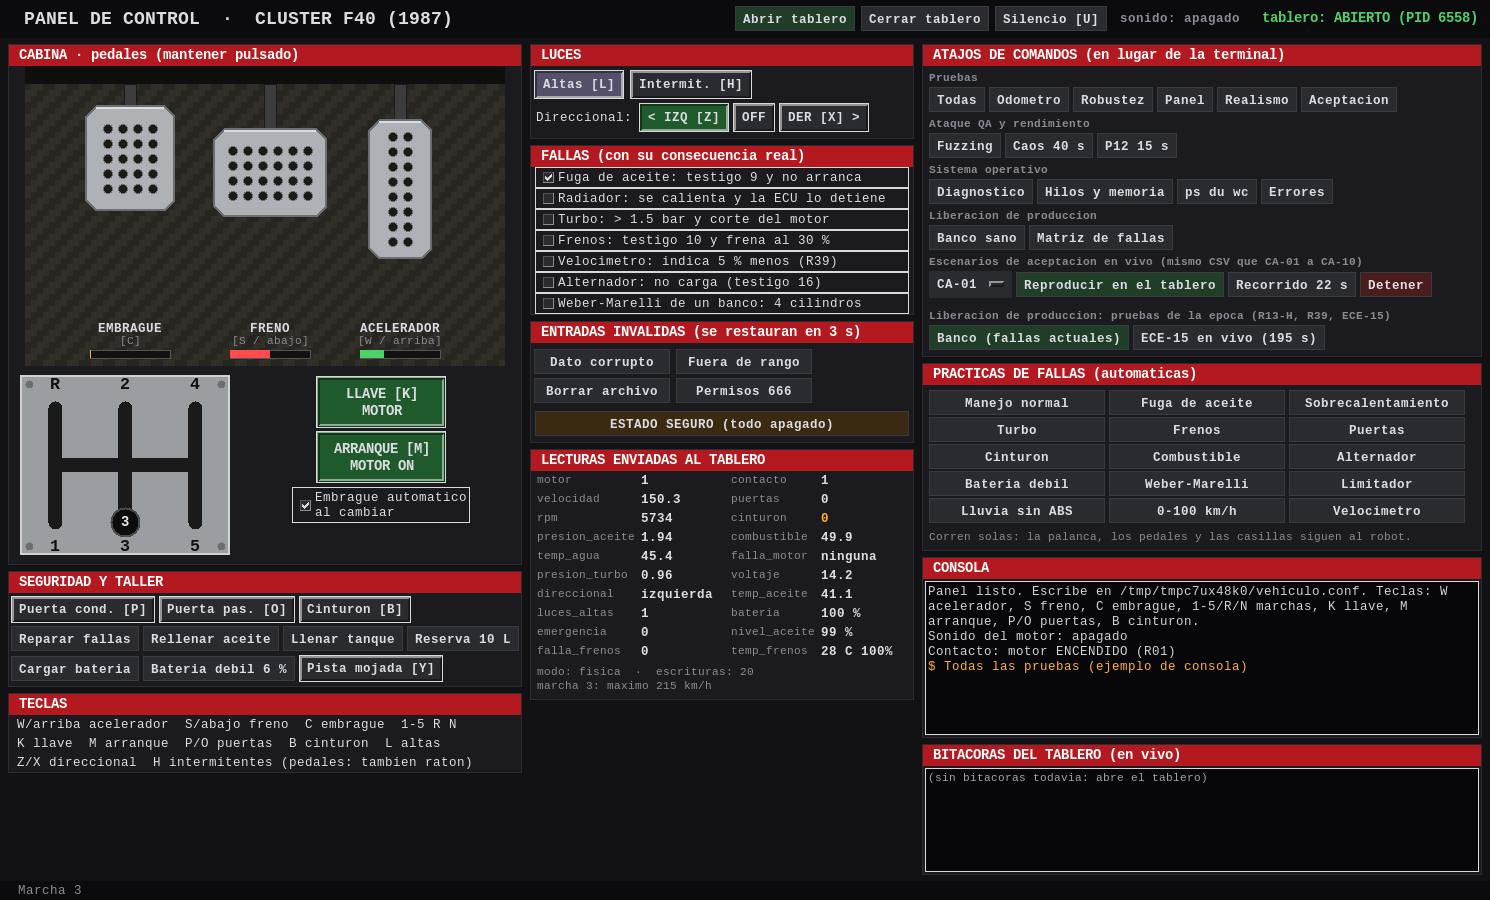 PANEL DE CONTROL · CLUSTER F40 (1987)
Abrir tablero Cerrar tablero Silencio [U] sonido: apagado tablero: ABIERTO (PID 6558)
CABINA · pedales (mantener pulsado)
EMBRAGUE FRENO ACELERADOR
[C] [S / abajo] [W / arriba]
R 2 4
3
1 3 5
LLAVE [K]
MOTOR
ARRANQUE [M]
MOTOR ON
Embrague automatico
al cambiar
SEGURIDAD Y TALLER
Puerta cond. [P] Puerta pas. [O] Cinturon [B]
Reparar fallas Rellenar aceite Llenar tanque Reserva 10 L
Cargar bateria Bateria debil 6 % Pista mojada [Y]
TECLAS
W/arriba acelerador S/abajo freno C embrague 1-5 R N
K llave M arranque P/O puertas B cinturon L altas
Z/X direccional H intermitentes (pedales: tambien raton)
LUCES
Altas [L] Intermit. [H]
Direccional: < IZQ [Z] OFF DER [X] >
FALLAS (con su consecuencia real)
Fuga de aceite: testigo 9 y no arranca
Radiador: se calienta y la ECU lo detiene
Turbo: > 1.5 bar y corte del motor
Frenos: testigo 10 y frena al 30 %
Velocimetro: indica 5 % menos (R39)
Alternador: no carga (testigo 16)
Weber-Marelli de un banco: 4 cilindros
ENTRADAS INVALIDAS (se restauran en 3 s)
Dato corrupto Fuera de rango
Borrar archivo Permisos 666
ESTADO SEGURO (todo apagado)
LECTURAS ENVIADAS AL TABLERO
motor 1 contacto 1
velocidad 150.3 puertas 0
rpm 5734 cinturon 0
presion_aceite 1.94 combustible 49.9
temp_agua 45.4 falla_motor ninguna
presion_turbo 0.96 voltaje 14.2
direccional izquierda temp_aceite 41.1
luces_altas 1 bateria 100 %
emergencia 0 nivel_aceite 99 %
falla_frenos 0 temp_frenos 28 C 100%
modo: fisica · escrituras: 20
marcha 3: maximo 215 km/h
ATAJOS DE COMANDOS (en lugar de la terminal)
Pruebas
Todas Odometro Robustez Panel Realismo Aceptacion
Ataque QA y rendimiento
Fuzzing Caos 40 s P12 15 s
Sistema operativo
Diagnostico Hilos y memoria ps du wc Errores
Liberacion de produccion
Banco sano Matriz de fallas
Escenarios de aceptacion en vivo (mismo CSV que CA-01 a CA-10)
CA-01 Reproducir en el tablero Recorrido 22 s Detener
Liberacion de produccion: pruebas de la epoca (R13-H, R39, ECE-15)
Banco (fallas actuales) ECE-15 en vivo (195 s)
PRACTICAS DE FALLAS (automaticas)
Manejo normal Fuga de aceite Sobrecalentamiento
Turbo Frenos Puertas
Cinturon Combustible Alternador
Bateria debil Weber-Marelli Limitador
Lluvia sin ABS 0-100 km/h Velocimetro
Corren solas: la palanca, los pedales y las casillas siguen al robot.
CONSOLA
Panel listo. Escribe en /tmp/tmpc7ux48k0/vehiculo.conf. Teclas: W
acelerador, S freno, C embrague, 1-5/R/N marchas, K llave, M
arranque, P/O puertas, B cinturon.
Sonido del motor: apagado
Contacto: motor ENCENDIDO (R01)
$ Todas las pruebas (ejemplo de consola)
BITACORAS DEL TABLERO (en vivo)
(sin bitacoras todavia: abre el tablero)
Marcha 3